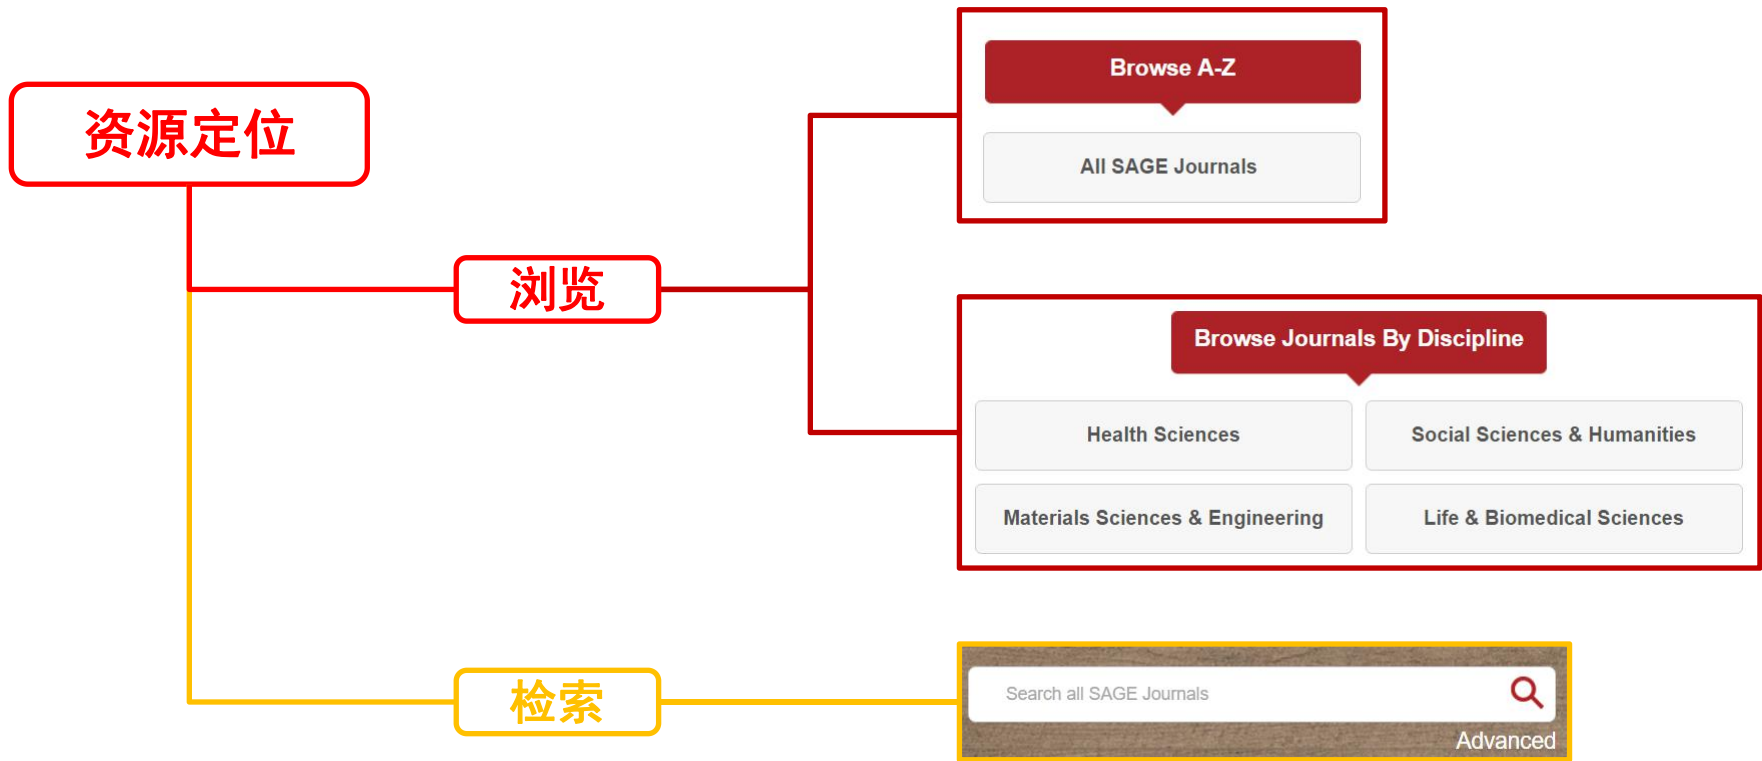 资源定位
浏览
Browse A-Z
All SAGE Journals
Browse Journals By Discipline
Health Sciences
Social Sciences & Humanities
Materials Sciences & Engineering
Life & Biomedical Sciences
检索
Search all SAGE Journals
Advanced